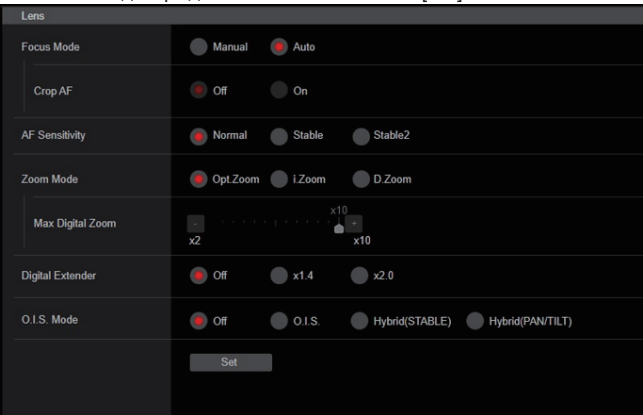 Lens
Focus Mode Manual Auto
Crop AF Off On
AF Sensitivity Normal Stable Stable2
Zoom Mode Opt.Zoom i.Zoom D.Zoom
x10
Max Digital Zoom - +
x2 x10
Digital Extender Off x1.4 x2.0
O.I.S. Mode Off O.I.S. Hybrid(STABLE) Hybrid(PAN/TILT)
Set